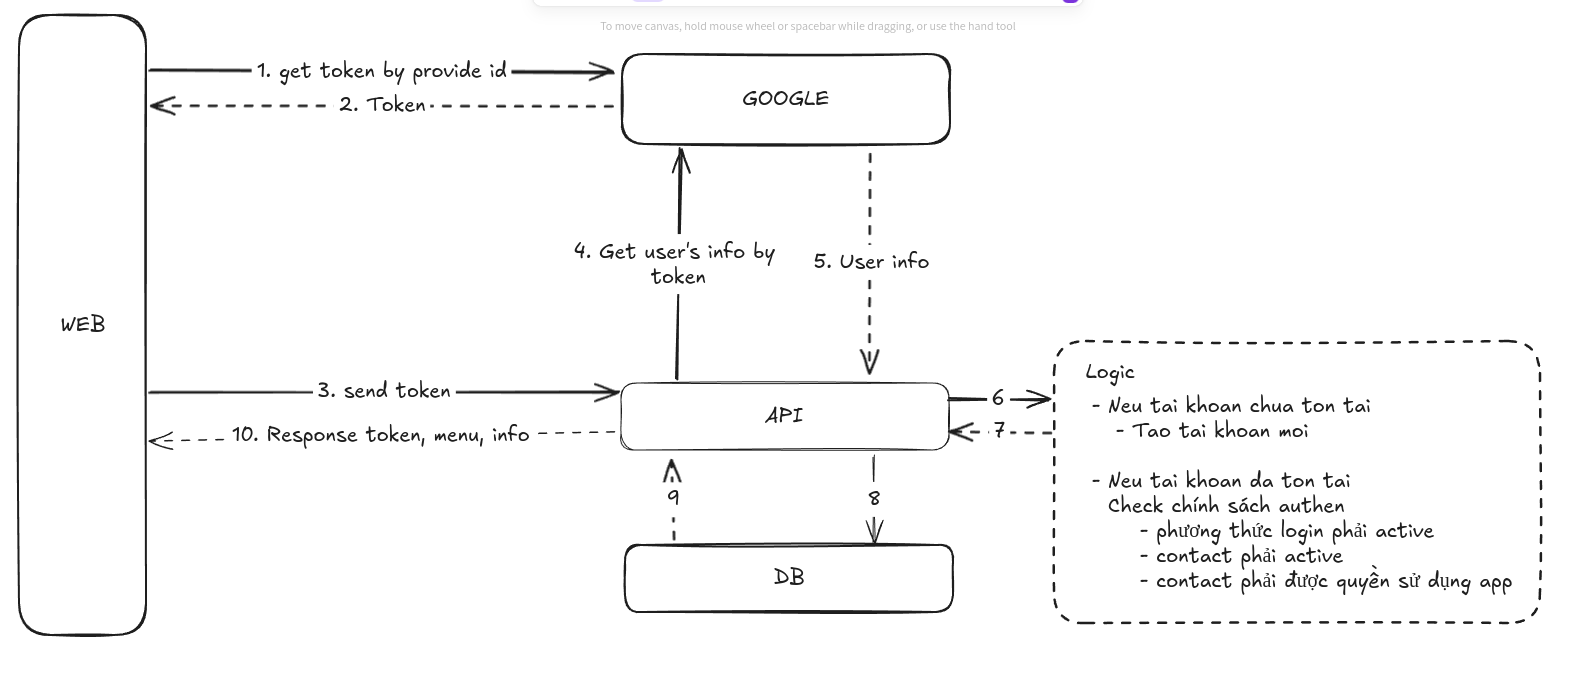 To move canvas, hold mouse wheel or spacebar while dragging, or use the hand tool
1. get token by provide id
2. Token
GOOGLE
4. Get user's info by
token
5. User info
WEB
3. send token
10. Response token, menu, info
API
6
7
9
8
DB
Logic
- Neu tai khoan chua ton tai
- Tao tai khoan moi
- Neu tai khoan da ton tai
Check chính sách authen
- phương thức login phải active
- contact phải active
- contact phải được quyền sử dụng app